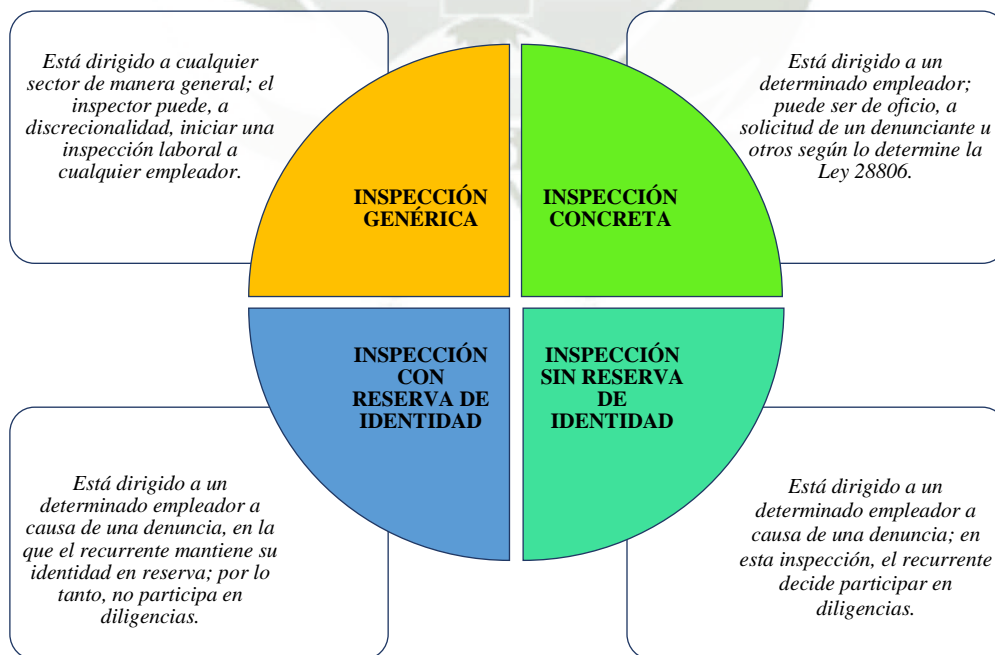 Está dirigido a cualquier
sector de manera general; el
inspector puede, a
discrecionalidad, iniciar una
inspección laboral a
cualquier empleador.
Está dirigido a un
determinado empleador;
puede ser de oficio, a
solicitud de un denunciante u
otros según lo determine la
Ley 28806.
INSPECCIÓN
GENÉRICA
INSPECCIÓN
CONCRETA
INSPECCIÓN
CON
RESERVA DE
IDENTIDAD
INSPECCIÓN
SIN RESERVA
DE
IDENTIDAD
Está dirigido a un
determinado empleador a
causa de una denuncia, en la
que el recurrente mantiene su
identidad en reserva; por lo
tanto, no participa en
diligencias.
Está dirigido a un
determinado empleador a
causa de una denuncia; en
esta inspección, el recurrente
decide participar en
diligencias.